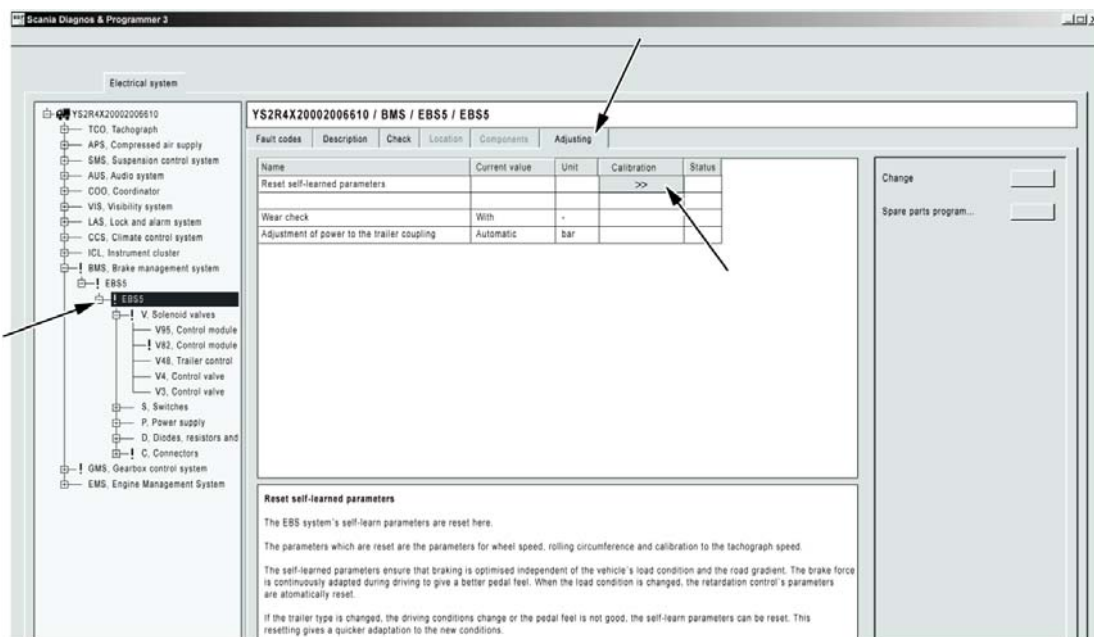 Scania Diagnos & Programmer 3
Electrical system
YS2R4X20002006610
TCO, Tachograph
APS, Compressed air supply
SMS, Suspension control system
AUS, Audio system
COO, Coordinator
VIS, Visibility system
LAS, Lock and alarm system
CCS, Climate control system
ICL, Instrument cluster
BMS, Brake management system
EBS5
EBS5
V, Solenoid valves
V95, Control module
V82, Control module
V48, Trailer control
V4, Control valve
V3, Control valve
S, Switches
P, Power supply
D, Diodes, resistors and
C, Connectors
GMS, Gearbox control system
EMS, Engine Management System
YS2R4X20002006610 / BMS / EBS5 / EBS5
Fault codes Description Check Location Components Adjusting
Name Current value Unit Calibration Status
Reset self-learned parameters >>
Wear check With -
Adjustment of power to the trailer coupling Automatic bar
Reset self-learned parameters
The EBS system's self-learn parameters are reset here.
The parameters which are reset are the parameters for wheel speed, rolling circumference and calibration to the tachograph speed.
The self-learned parameters ensure that braking is optimised independent of the vehicle's load condition and the road gradient. The brake force
is continuously adapted during driving to give a better pedal feel. When the load condition is changed, the retardation control's parameters
are atomatically reset.
If the trailer type is changed, the driving conditions change or the pedal feel is not good, the self-learn parameters can be reset. This
resetting gives a quicker adaptation to the new conditions.
Change
Spare parts program...